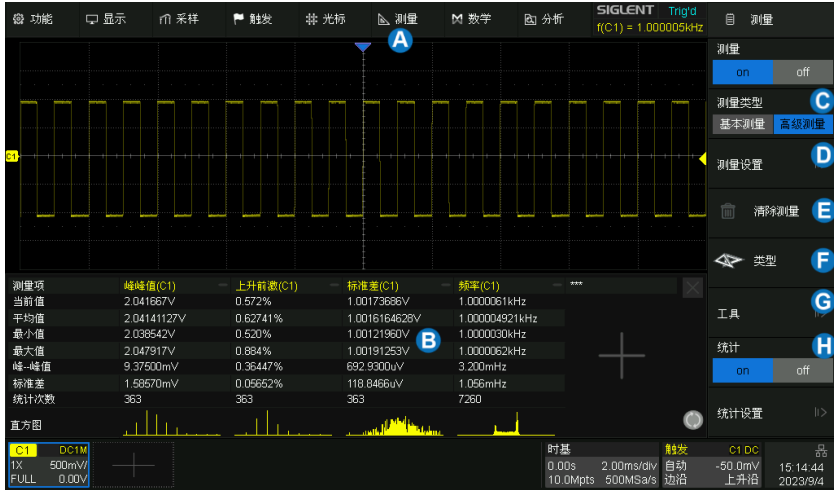 功能 显示 采样 触发 光标 测量 数学 分析 SIGLENT Trig'd 测量
f(C1) = 1.000005kHz
A
测量
on off
测量类型 C
基本测量 高级测量
C1
测量设置 D
清除测量 E
类型 F
测量项 峰峰值(C1) 上升前激(C1) 标准差(C1) 频率(C1) ***
当前值 2.041667V 0.572% 1.00173686V 1.0000061kHz
平均值 2.04141127V 0.62741% 1.0016164628V 1.000004921kHz
最小值 2.038542V 0.520% 1.00121960V 1.0000030kHz
最大值 2.047917V 0.884% 1.00191253V 1.0000062kHz
峰--峰值 9.37500mV 0.36447% 692.9300uV 3.200mHz
标准差 1.58570mV 0.05652% 118.8466uV 1.056mHz
统计次数 363 363 363 7260
直方图
B
工具 G
统计 H
on off
统计设置
C1 DC1M
1X 500mV/
FULL 0.00V
时基
0.00s 2.00ms/div
10.0Mpts 500MSa/s
触发 C1 DC
自动 -50.0mV
边沿 上升沿
15:14:44
2023/9/4